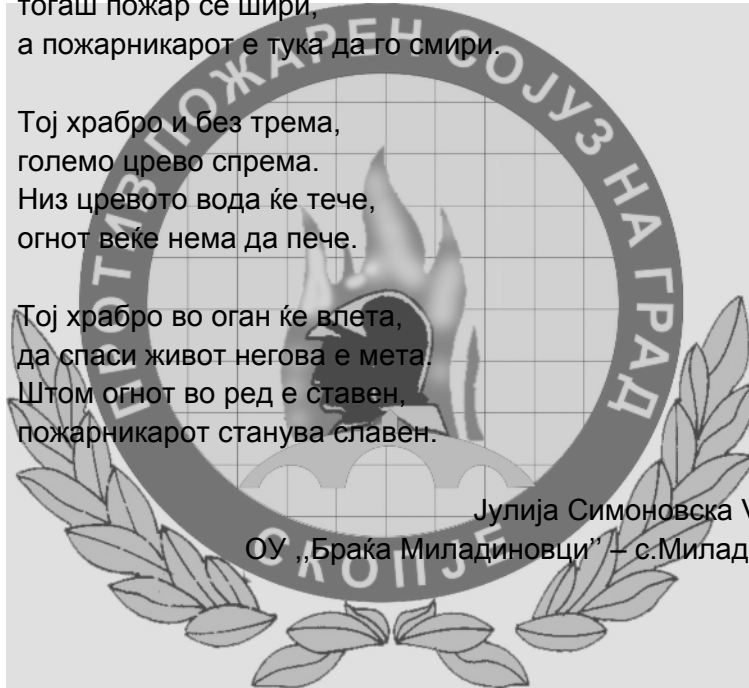 тогаш пожар се шири,
а пожарникарот е тука да го смири.
Тој храбро и без трема,
големо црево спрема.
Низ цревото вода ќе тече,
огнот веќе нема да пече.
Тој храбро во оган ќе влета,
да спаси живот негова е мета.
Штом огнот во ред е ставен,
пожарникарот станува славен.
Јулија Симоновска V
ОУ ,,Браќа Миладиновци’’ – с.Милад
ПРОТИВПОЖАРЕН СОЈУЗ НА ГРАД
СКОПЈЕ